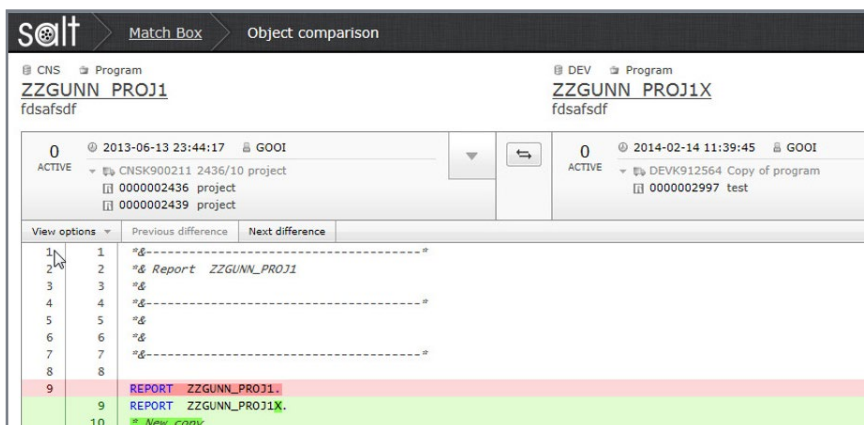 salt Match Box Object comparison
CNS Program
ZZGUNN_PROJ1
fdsafsdf
DEV Program
ZZGUNN_PROJ1X
fdsafsdf
0 ACTIVE
2013-06-13 23:44:17 GOOI
CNSK900211 2436/10 project
0000002436 project
0000002439 project
0 ACTIVE
2014-02-14 11:39:45 GOOI
DEVK912564 Copy of program
0000002997 test
View options Previous difference Next difference
1 1 *&---------------------------------------*
2 2 *& Report ZZGUNN_PROJ1
3 3 *&
4 4 *&---------------------------------------*
5 5 *&
6 6 *&
7 7 *&---------------------------------------*
8 8
9 REPORT ZZGUNN_PROJ1.
9 REPORT ZZGUNN_PROJ1X.
10 * New copy